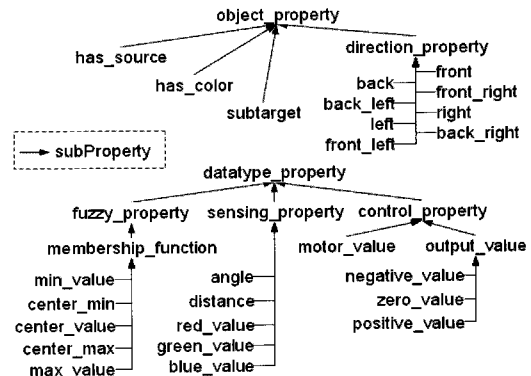 object_property
has_source
has_color
subtarget
direction_property
back
back_left
left
front_left
front
front_right
right
back_right
subProperty
datatype_property
fuzzy_property
sensing_property
control_property
membership_function
min_value
center_min
center_value
center_max
max_value
angle
distance
red_value
green_value
blue_value
motor_value
output_value
negative_value
zero_value
positive_value